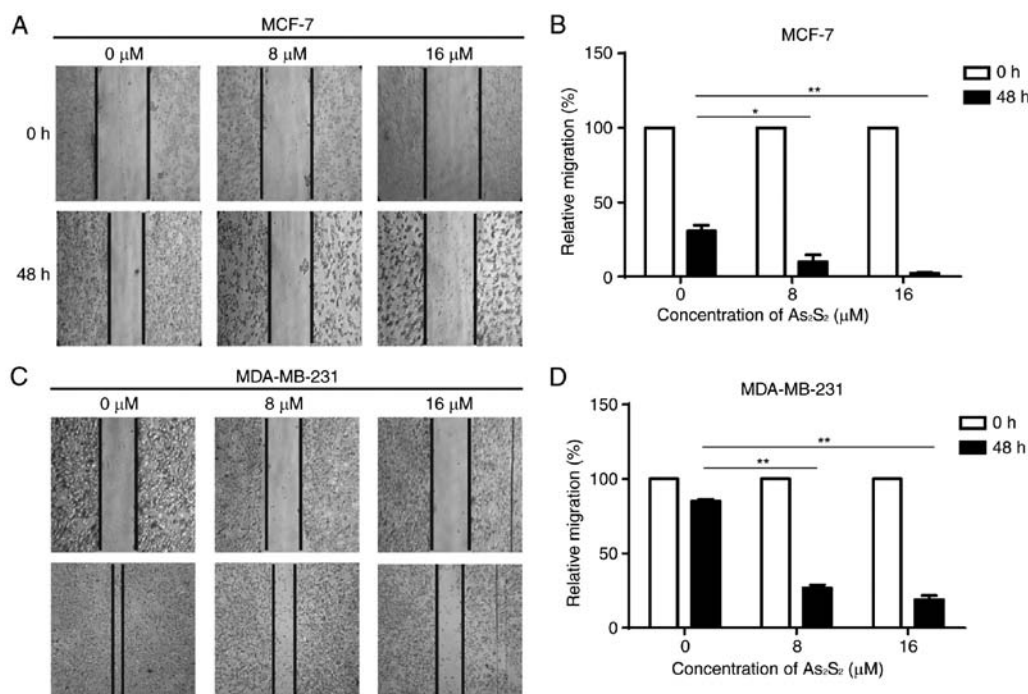 A
MCF-7
0 μM 8 μM 16 μM
0 h
48 h
B
MCF-7
Relative migration (%)
150
100
50
0
0 8 16
Concentration of As₂S₂ (μM)
0 h
48 h
*
**
C
MDA-MB-231
0 μM 8 μM 16 μM
D
MDA-MB-231
Relative migration (%)
150
100
50
0
0 8 16
Concentration of As₂S₂ (μM)
0 h
48 h
**
**